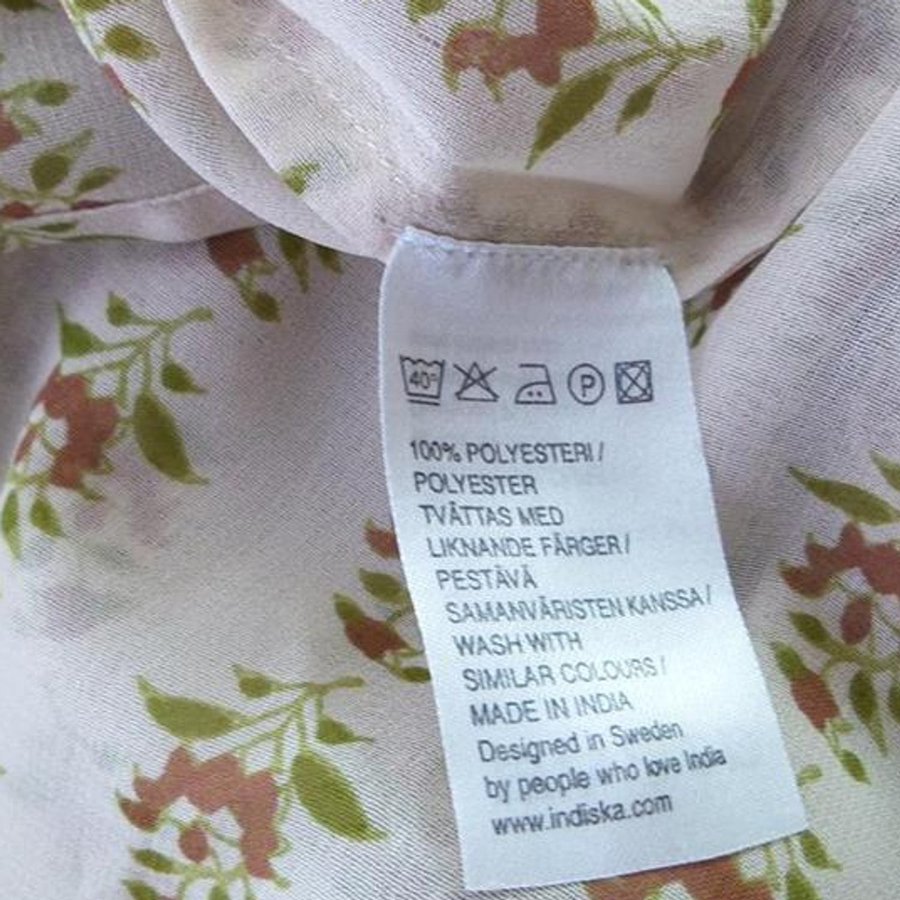 40°
P
100% POLYESTERI/
POLYESTER
TVÄTTAS MED
LIKNANDE FÄRGER/
PESTÄVÄ
SAMANVÄRISTEN KANSSA/
WASH WITH
SIMILAR COLOURS/
MADE IN INDIA
Designed in Sweden
by people who love India
www.indiska.com